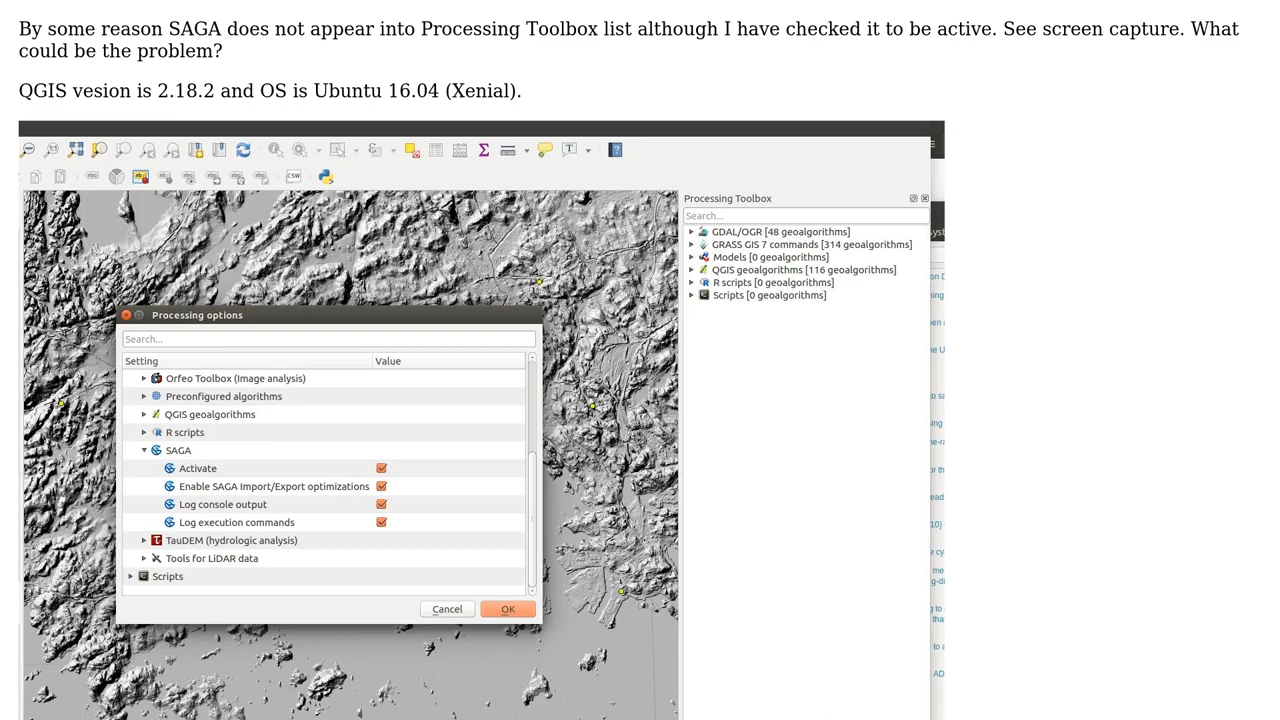 By some reason SAGA does not appear into Processing Toolbox list although I have checked it to be active. See screen capture. What
could be the problem?
QGIS vesion is 2.18.2 and OS is Ubuntu 16.04 (Xenial).
CSW
Processing Toolbox
Search...
GDAL/OGR [48 geoalgorithms]
GRASS GIS 7 commands [314 geoalgorithms]
Models [0 geoalgorithms]
QGIS geoalgorithms [116 geoalgorithms]
R scripts [0 geoalgorithms]
Scripts [0 geoalgorithms]
Processing options
Search...
Setting Value
Orfeo Toolbox (Image analysis)
Preconfigured algorithms
QGIS geoalgorithms
R scripts
SAGA
Activate
Enable SAGA Import/Export optimizations
Log console output
Log execution commands
TauDEM (hydrologic analysis)
Tools for LiDAR data
Scripts
Cancel OK